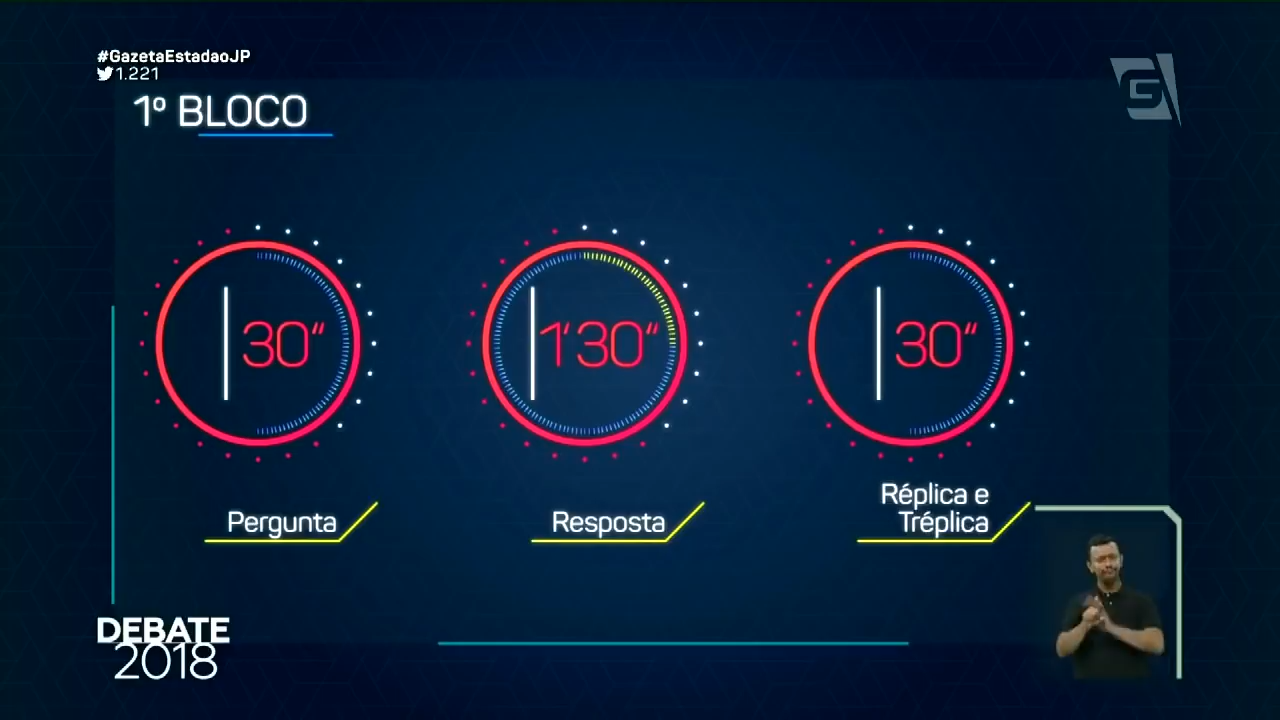 #GazetaEstadaoJP
1.221
1º BLOCO
30“
1‘30“
30“
Pergunta
Resposta
Réplica e
Tréplica
DEBATE
2018
G